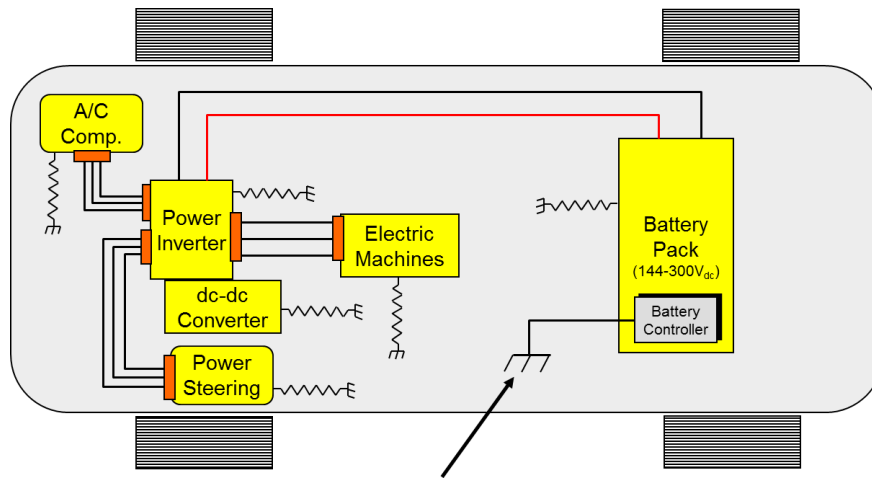 A/C
Comp.
Power
Inverter
Electric
Machines
dc-dc
Converter
Power
Steering
Battery
Pack
(144-300Vdc)
Battery
Controller